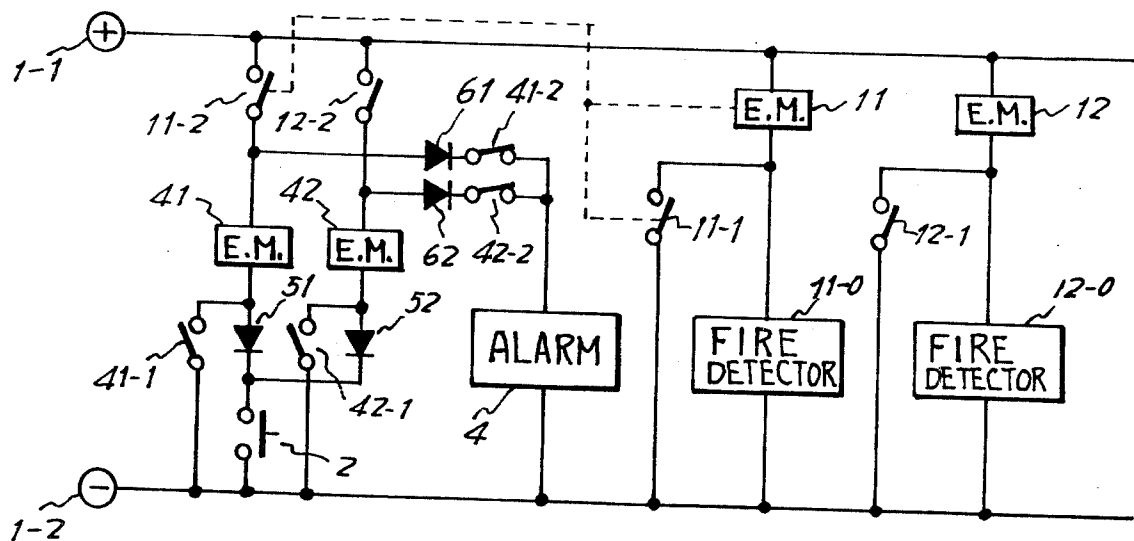 +
1-1
11-2
12-2
61
41-2
E.M.
11
E.M.
12
41
42
62
42-2
E.M.
E.M.
11-1
12-1
51
52
11-0
12-0
41-1
42-1
ALARM
4
FIRE
DETECTOR
FIRE
DETECTOR
2
−
1-2